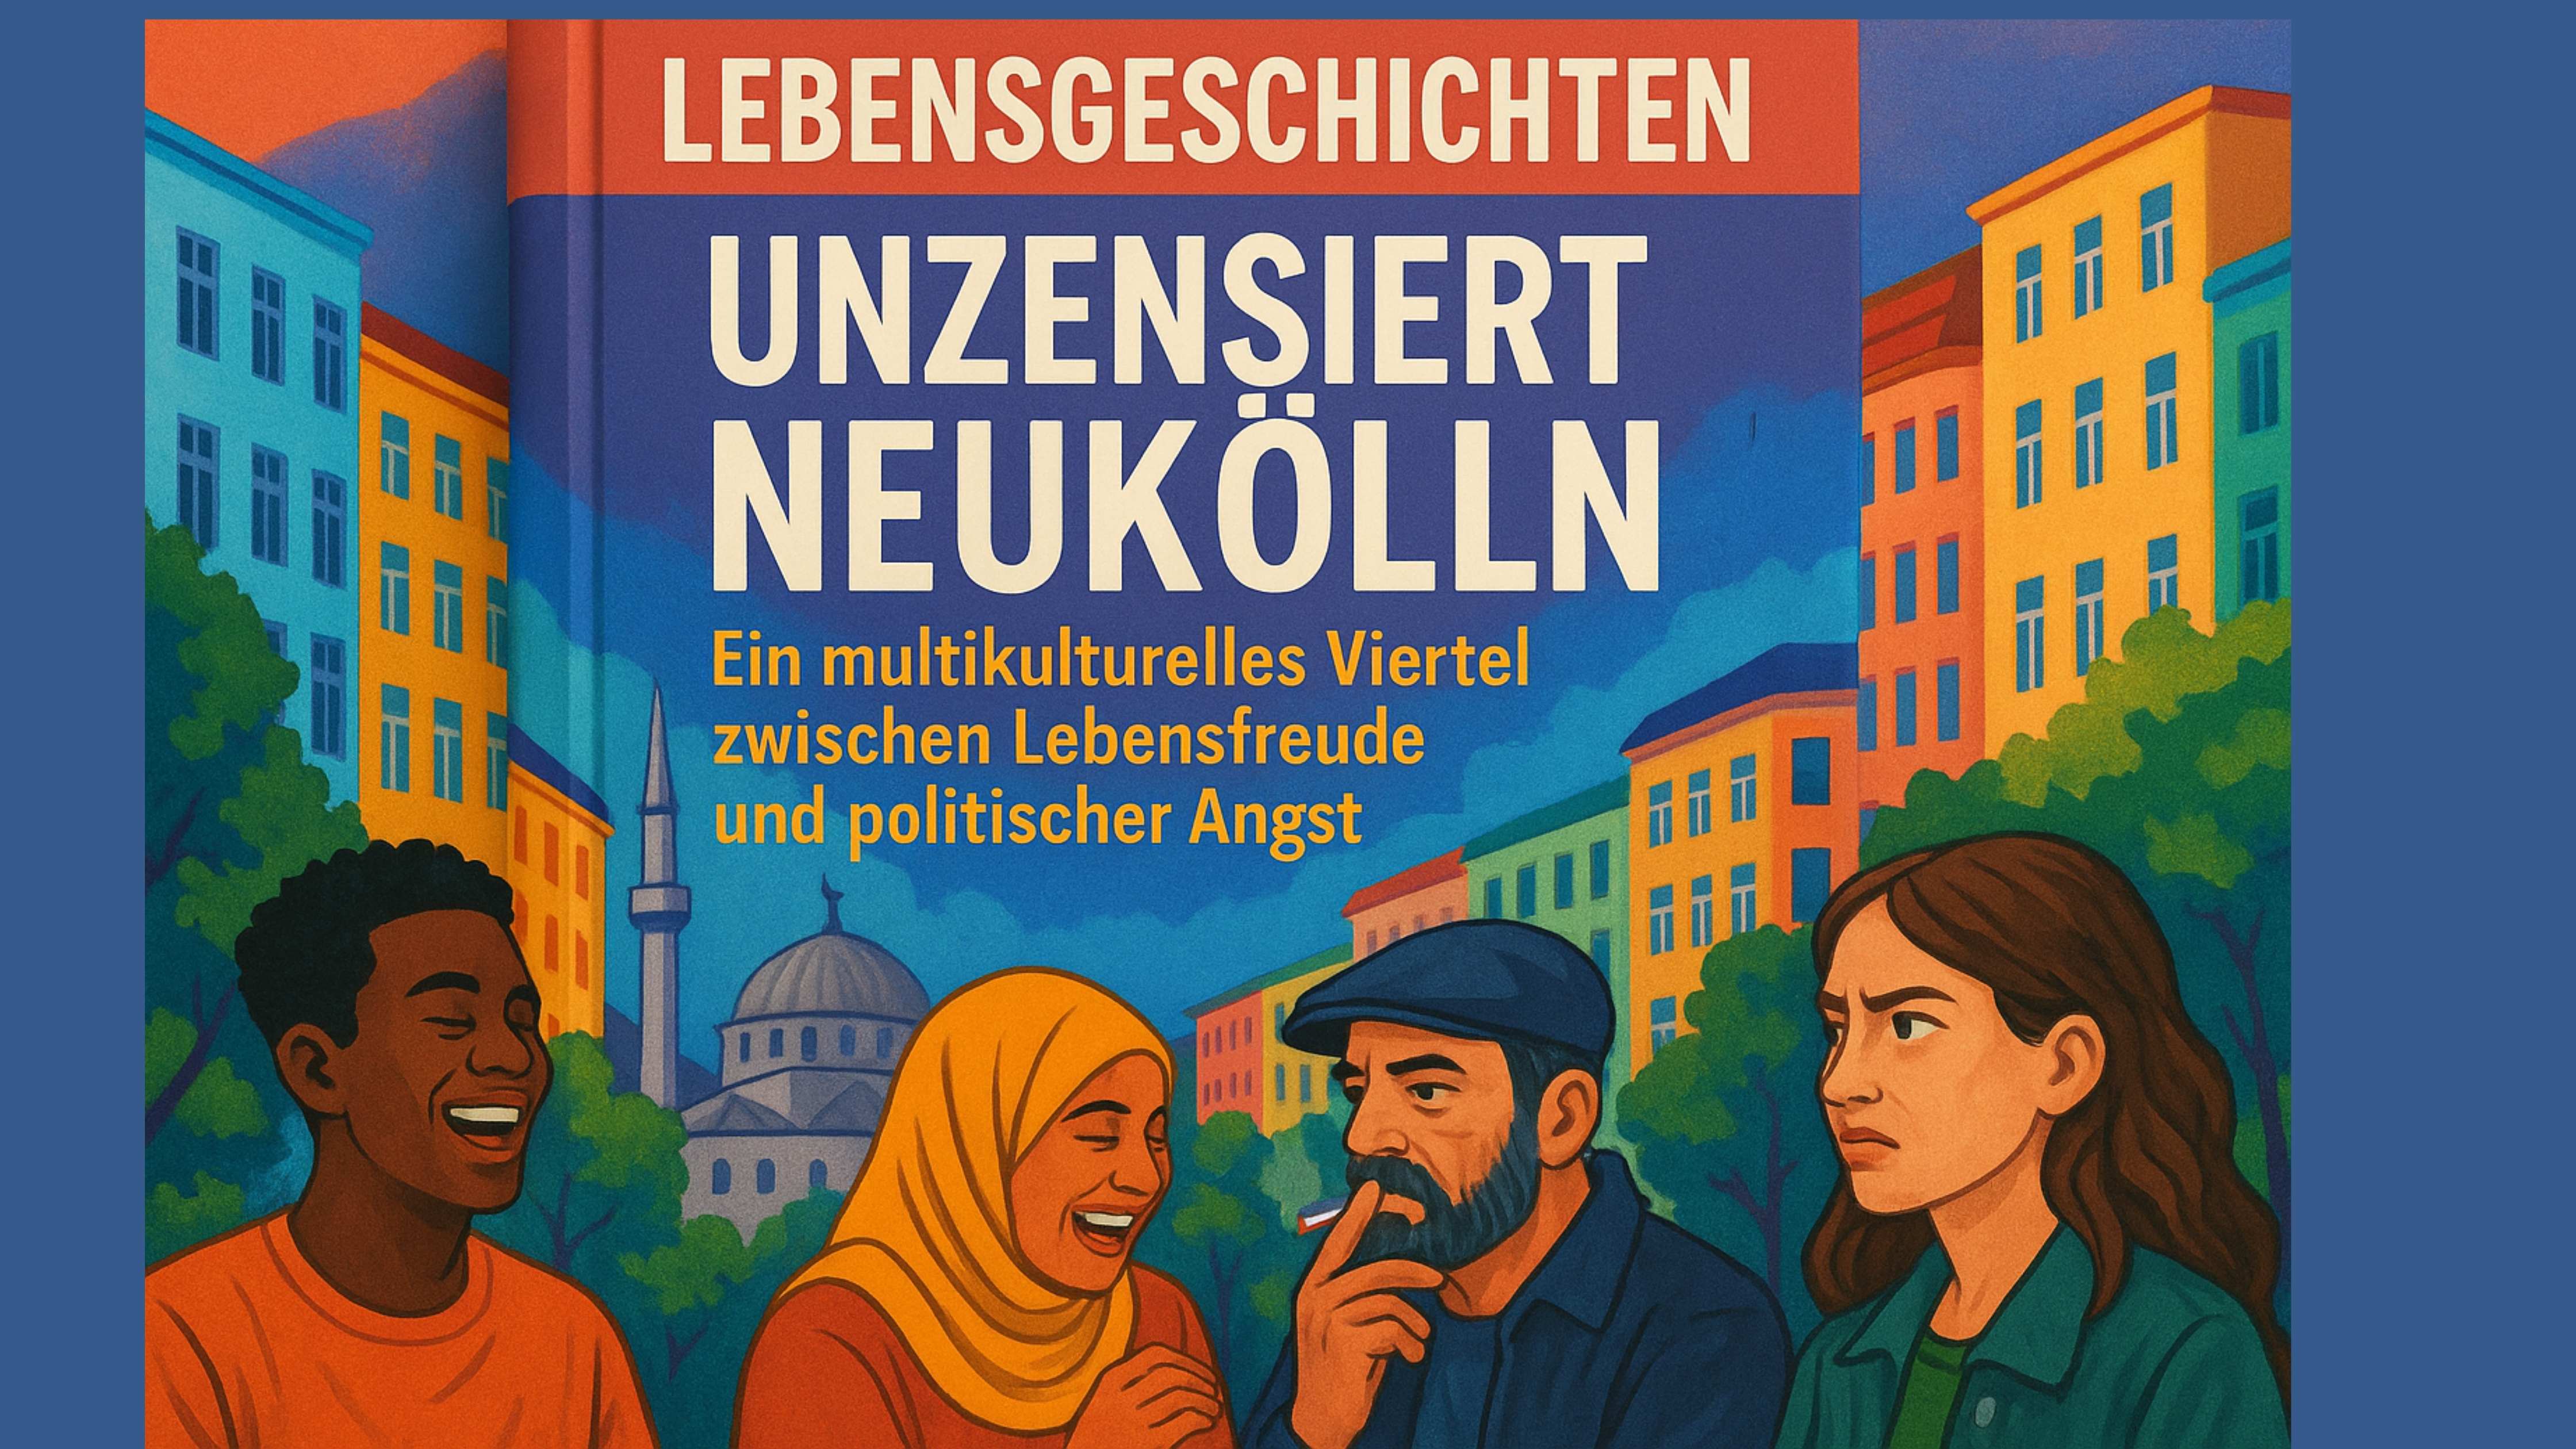 LEBENSGESCHICHTEN
UNZENSIERT
NEUKÖLLN
Ein multikulturelles Viertel
zwischen Lebensfreude
und politischer Angst